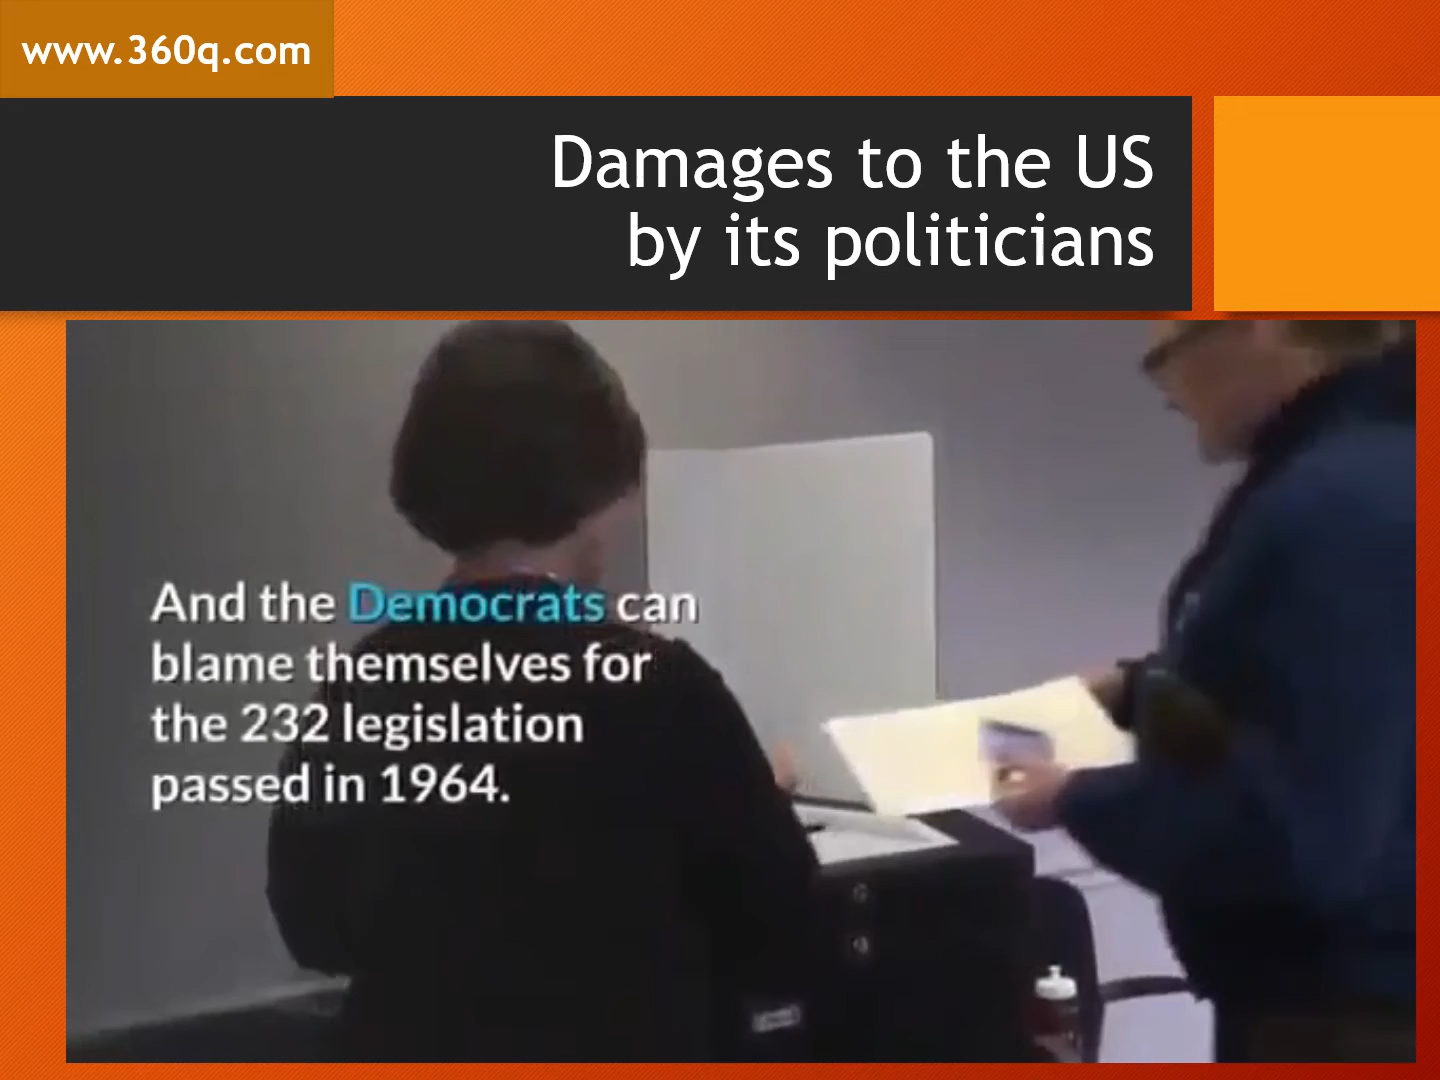 www.360q.com
Damages to the US
by its politicians
And the Democrats can
blame themselves for
the 232 legislation
passed in 1964.